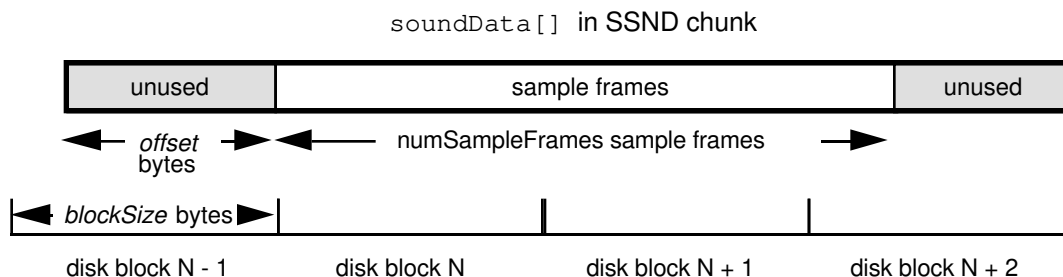 soundData[] in SSND chunk
unused sample frames unused
offset numSampleFrames sample frames
bytes
blockSize bytes
disk block N - 1 disk block N disk block N + 1 disk block N + 2